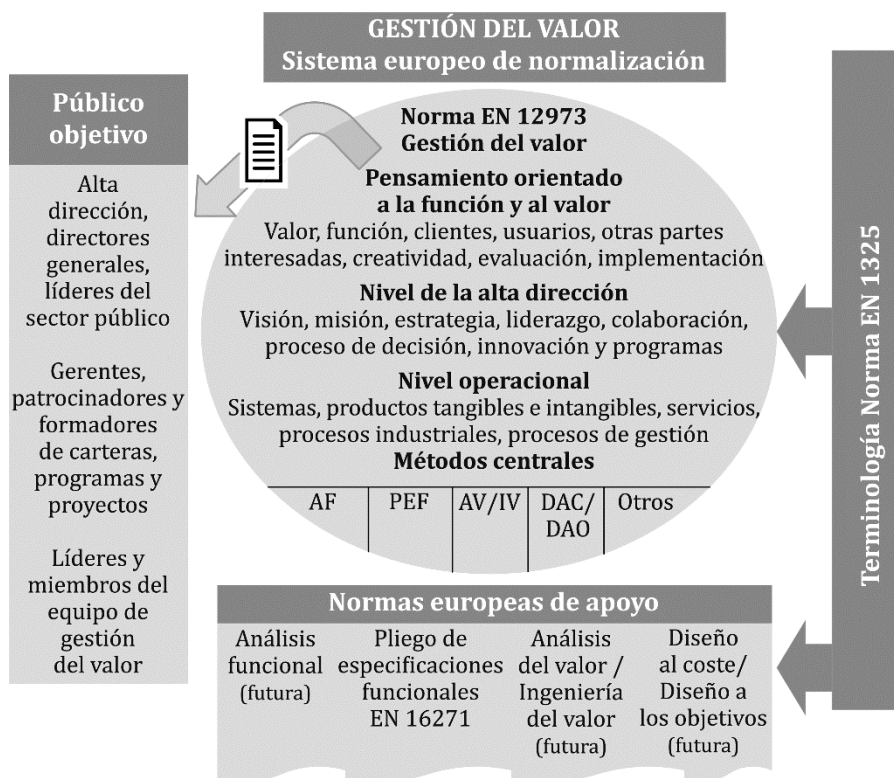 GESTIÓN DEL VALOR
Sistema europeo de normalización
Público
objetivo
Alta
dirección,
directores
generales,
líderes del
sector público
Gerentes,
patrocinadores y
formadores
de carteras,
programas y
proyectos
Líderes y
miembros del
equipo de
gestión
del valor
Norma EN 12973
Gestión del valor
Pensamiento orientado
a la función y al valor
Valor, función, clientes, usuarios, otras partes
interesadas, creatividad, evaluación, implementación
Nivel de la alta dirección
Visión, misión, estrategia, liderazgo, colaboración,
proceso de decisión, innovación y programas
Nivel operacional
Sistemas, productos tangibles e intangibles, servicios,
procesos industriales, procesos de gestión
Métodos centrales
AF
PEF
AV/IV
DAC/
DAO
Otros
Normas europeas de apoyo
Análisis
funcional
(futura)
Pliego de
especificaciones
funcionales
EN 16271
Análisis
del valor /
Ingeniería
del valor
(futura)
Diseño
al coste/
Diseño a
los objetivos
(futura)
Terminología Norma EN 1325